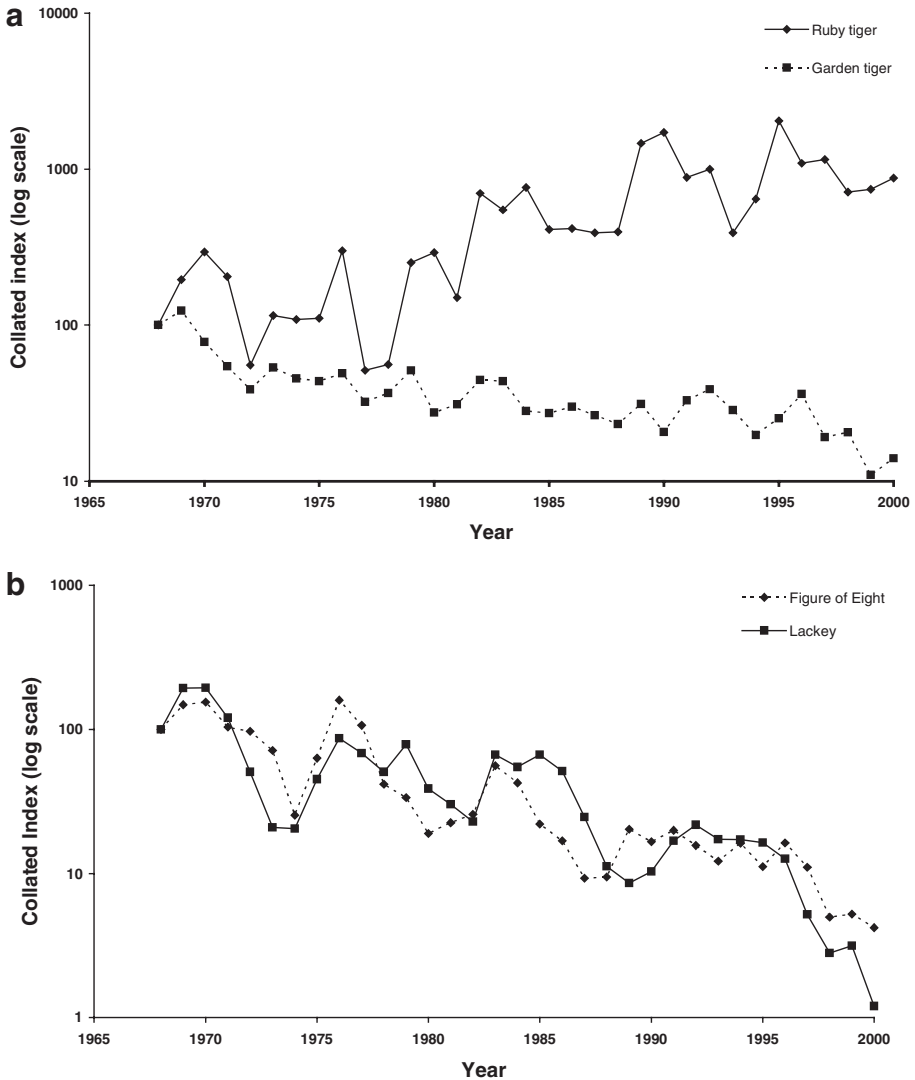 a
10000
1000
100
10
Collated index (log scale)
Ruby tiger
Garden tiger
1965 1970 1975 1980 1985 1990 1995 2000
Year
b
1000
100
10
1
Collated Index (log scale)
Figure of Eight
Lackey
1965 1970 1975 1980 1985 1990 1995 2000
Year